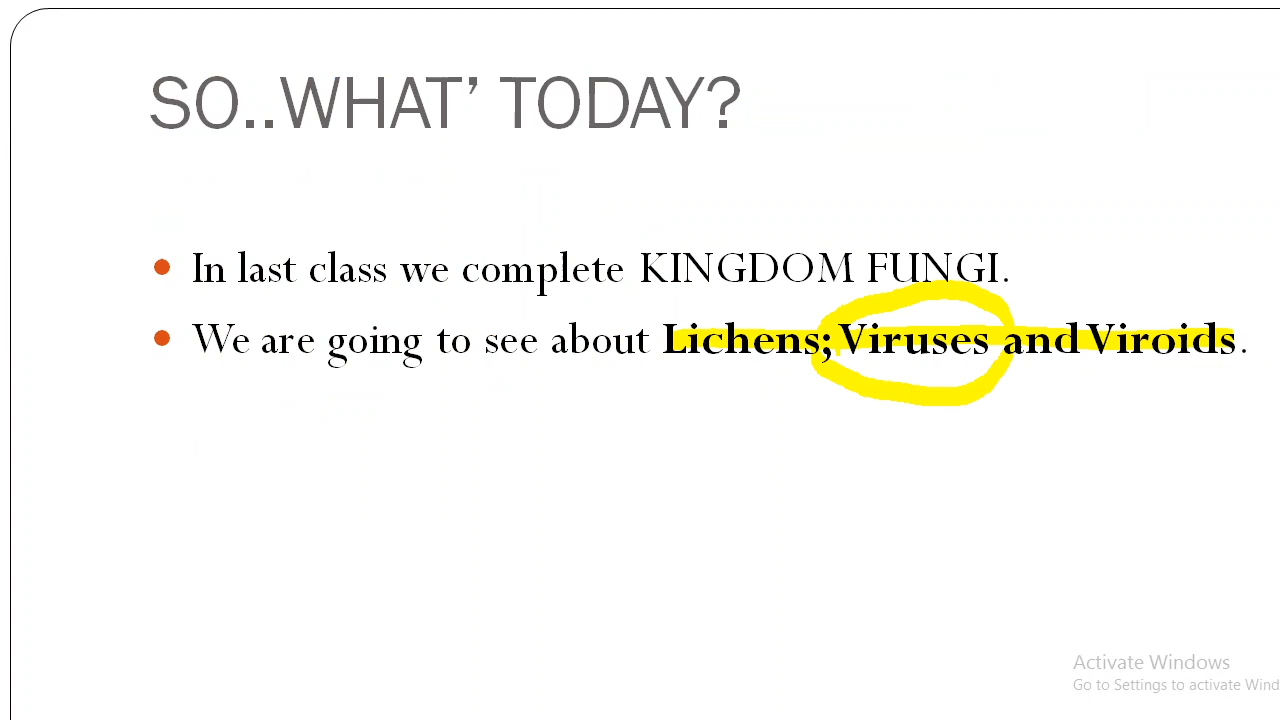 SO..WHAT’ TODAY?
In last class we complete KINGDOM FUNGI.
We are going to see about Lichens; Viruses and Viroids.
Activate Windows
Go to Settings to activate Wind